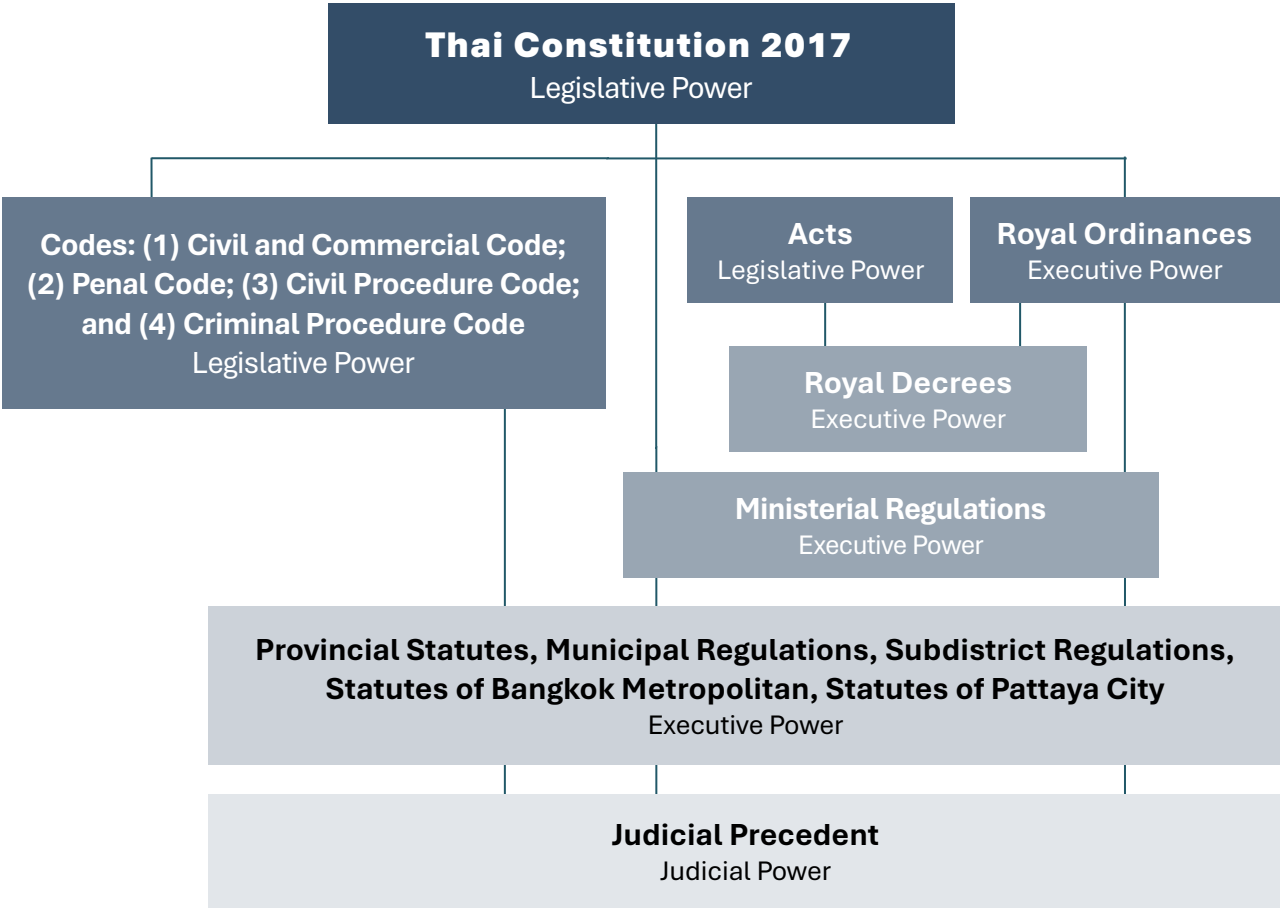 Thai Constitution 2017
Legislative Power
Codes: (1) Civil and Commercial Code;
(2) Penal Code; (3) Civil Procedure Code;
and (4) Criminal Procedure Code
Legislative Power
Acts
Legislative Power
Royal Ordinances
Executive Power
Royal Decrees
Executive Power
Ministerial Regulations
Executive Power
Provincial Statutes, Municipal Regulations, Subdistrict Regulations,
Statutes of Bangkok Metropolitan, Statutes of Pattaya City
Executive Power
Judicial Precedent
Judicial Power